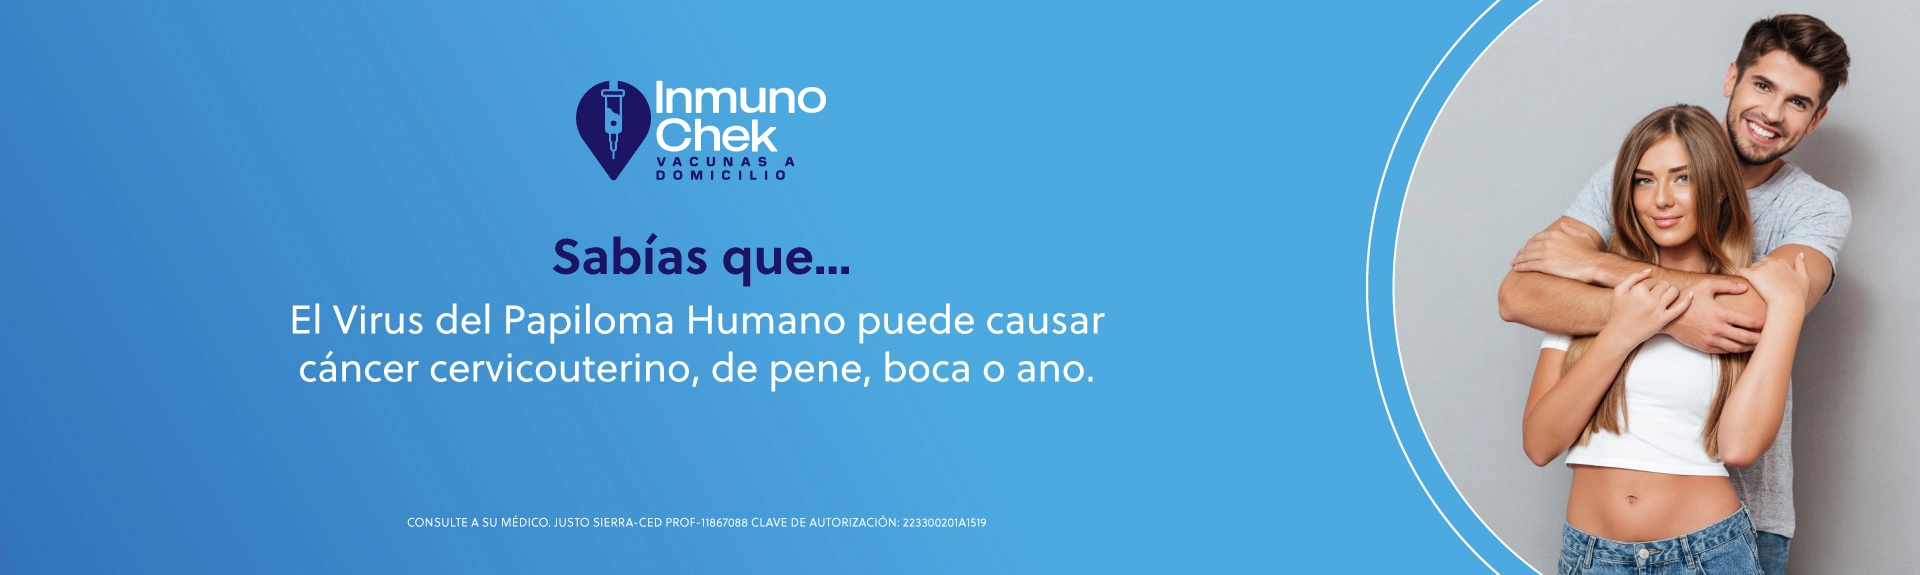 Inmuno
Chek
VACUNAS A
DOMICILIO
Sabías que...
El Virus del Papiloma Humano puede causar
cáncer cervicouterino, de pene, boca o ano.
CONSULTE A SU MÉDICO. JUSTO SIERRA-CED PROF-11867088 CLAVE DE AUTORIZACIÓN: 223300201A1519